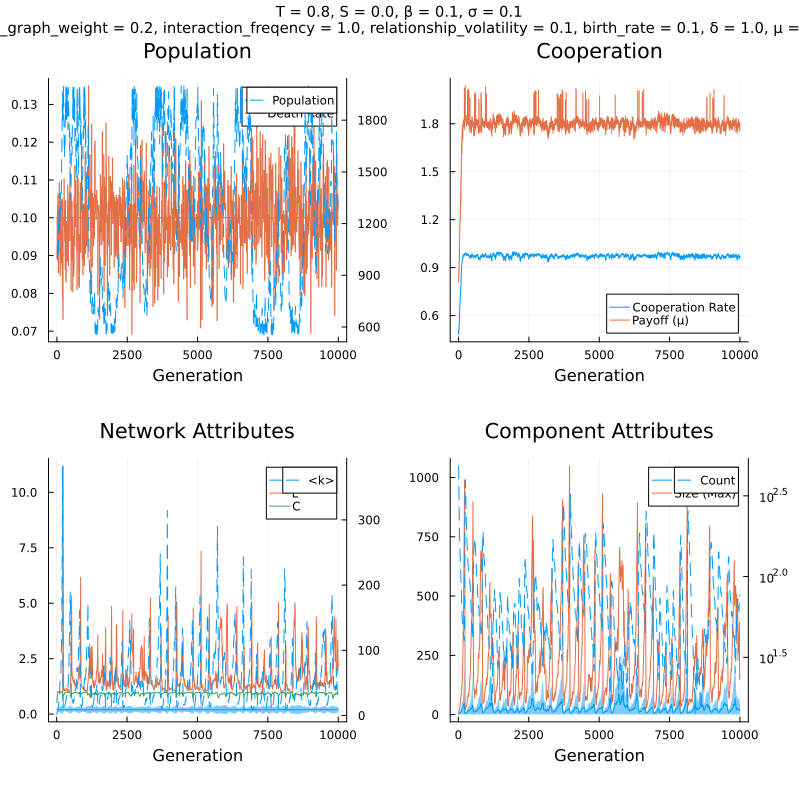 T = 0.8, S = 0.0, β = 0.1, σ = 0.1
_graph_weight = 0.2, interaction_freqency = 1.0, relationship_volatility = 0.1, birth_rate = 0.1, δ = 1.0, μ =
Population
Cooperation
0.13
0.12
0.11
0.10
0.09
0.08
0.07
Population
Death Rate
1800
1500
1200
900
600
0 2500 5000 7500 10000
Generation
1.8
1.5
1.2
0.9
0.6
Cooperation Rate
Payoff (μ)
0 2500 5000 7500 10000
Generation
Network Attributes
Component Attributes
10.0
7.5
5.0
2.5
0.0
<k>
L
C
300
200
100
0
0 2500 5000 7500 10000
Generation
1000
750
500
250
0
Count
Size (Max)
10^2.5
10^2.0
10^1.5
0 2500 5000 7500 10000
Generation